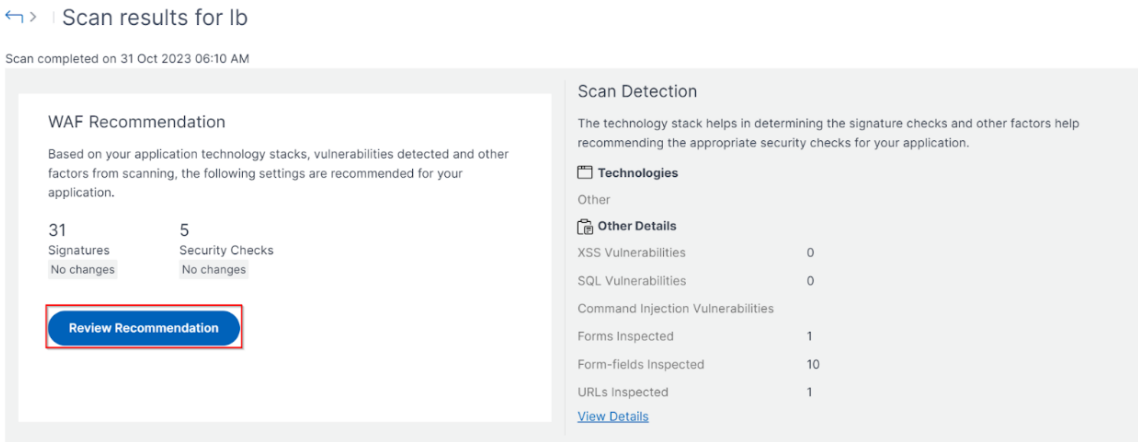 Scan results for lb
Scan completed on 31 Oct 2023 06:10 AM
WAF Recommendation
Based on your application technology stacks, vulnerabilities detected and other
factors from scanning, the following settings are recommended for your
application.
31 5
Signatures Security Checks
No changes No changes
Review Recommendation
Scan Detection
The technology stack helps in determining the signature checks and other factors help
recommending the appropriate security checks for your application.
Technologies
Other
Other Details
XSS Vulnerabilities 0
SQL Vulnerabilities 0
Command Injection Vulnerabilities
Forms Inspected 1
Form-fields Inspected 10
URLs Inspected 1
View Details